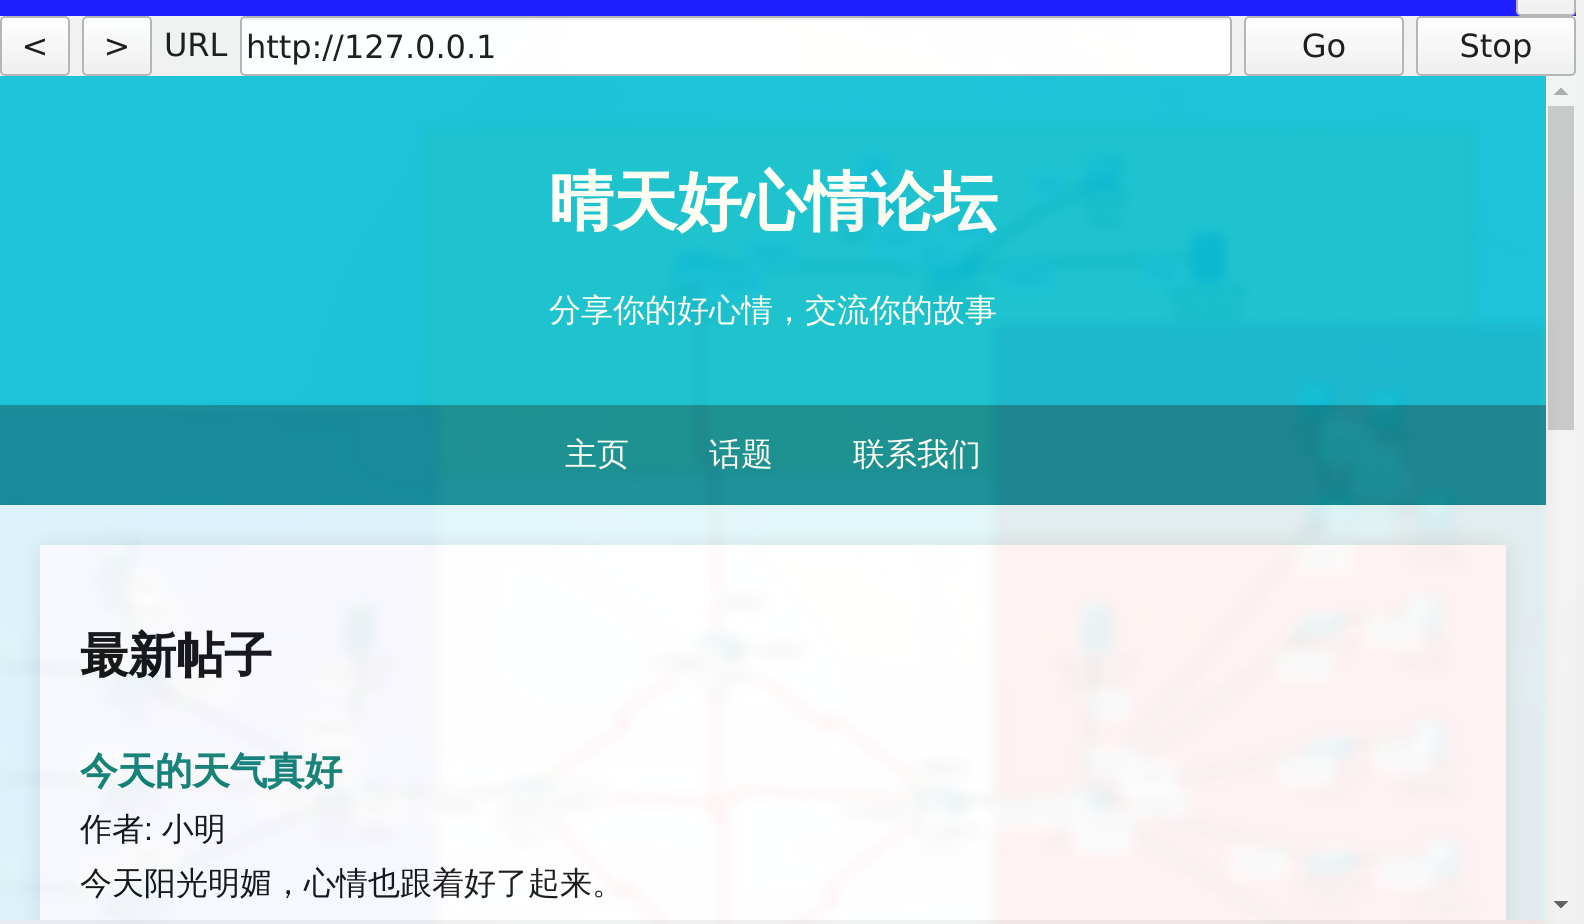 < > URL http://127.0.0.1 Go Stop
晴天好心情论坛
分享你的好心情，交流你的故事
主页 话题 联系我们
最新帖子
今天的天气真好
作者: 小明
今天阳光明媚，心情也跟着好了起来。